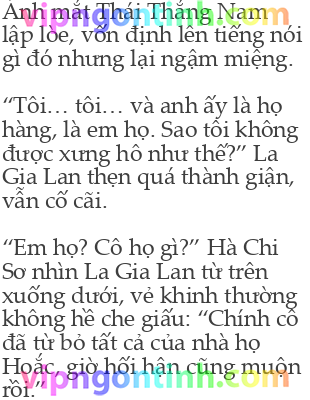 Ánh mắt Thái Thắng Nam
lập lòe, vốn định lên tiếng nói
gì đó nhưng lại ngậm miệng.
“Tôi… tôi… và anh ấy là họ
hàng, là em họ. Sao tôi không
được xưng hô như thế?” La
Gia Lan thẹn quá thành giận,
vẫn cố cãi.
“Em họ? Cô họ gì?” Hà Chi
Sơ nhìn La Gia Lan từ trên
xuống dưới, vẻ khinh thường
không hề che giấu: “Chính cô
đã từ bỏ tất cả của nhà họ
Hoắc, giờ hối hận cũng muộn
rồi.”
vipngontinh.com
vipngontinh.com